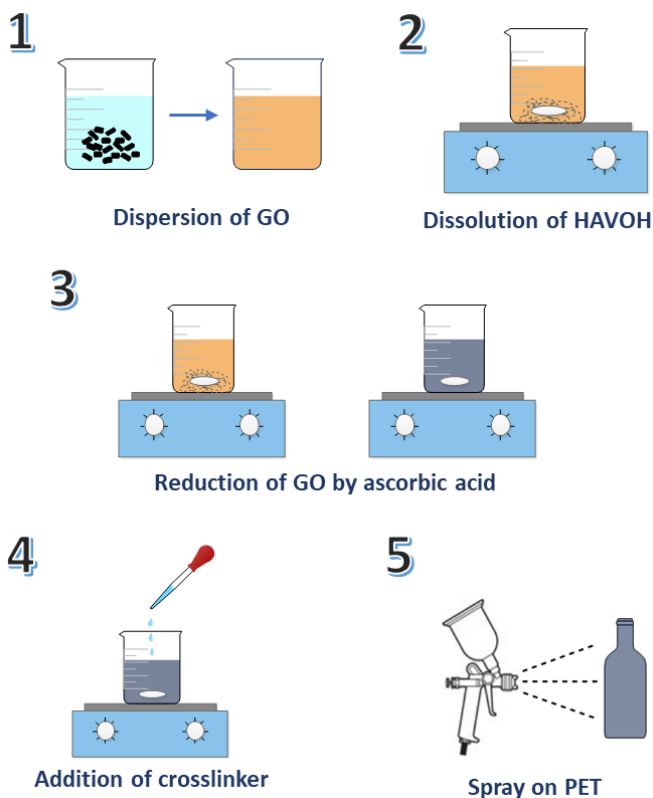 1
Dispersion of GO
2
Dissolution of HAVOH
3
Reduction of GO by ascorbic acid
4
Addition of crosslinker
5
Spray on PET